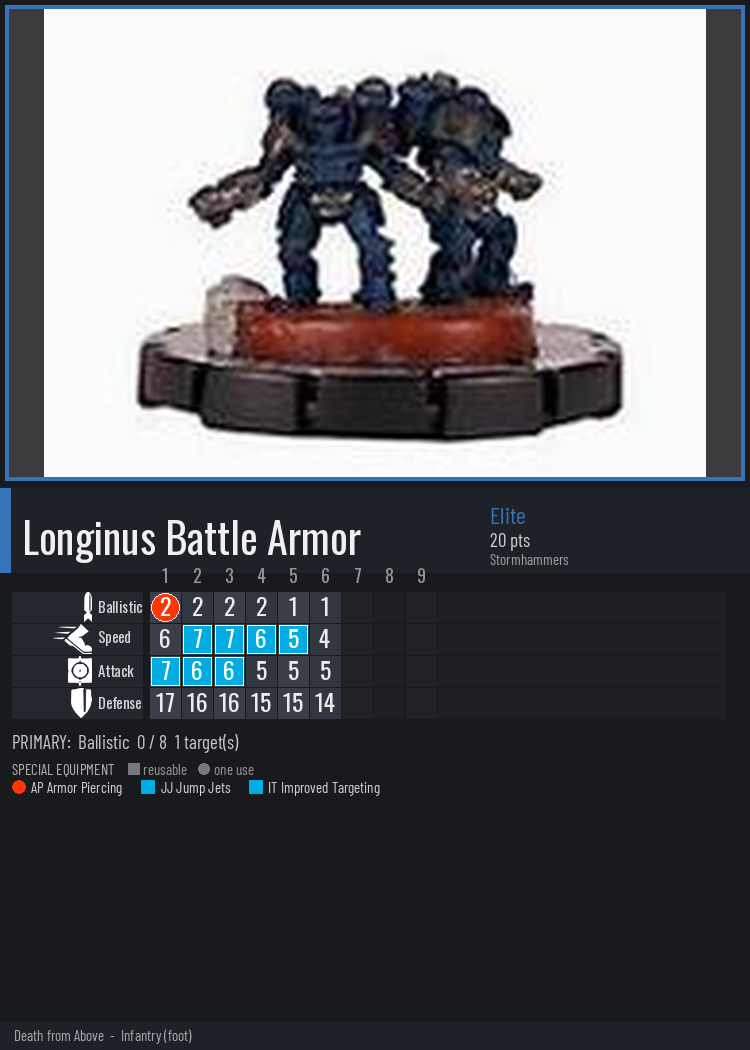 Longinus Battle Armor
Elite
20 pts
Stormhammers
1 2 3 4 5 6 7 8 9
Ballistic 2 2 2 2 1 1
Speed 6 7 7 6 5 4
Attack 7 6 6 5 5 5
Defense 17 16 16 15 15 14
PRIMARY: Ballistic 0 / 8 1 target(s)
SPECIAL EQUIPMENT reusable one use
AP Armor Piercing JJ Jump Jets IT Improved Targeting
Death from Above - Infantry (foot)